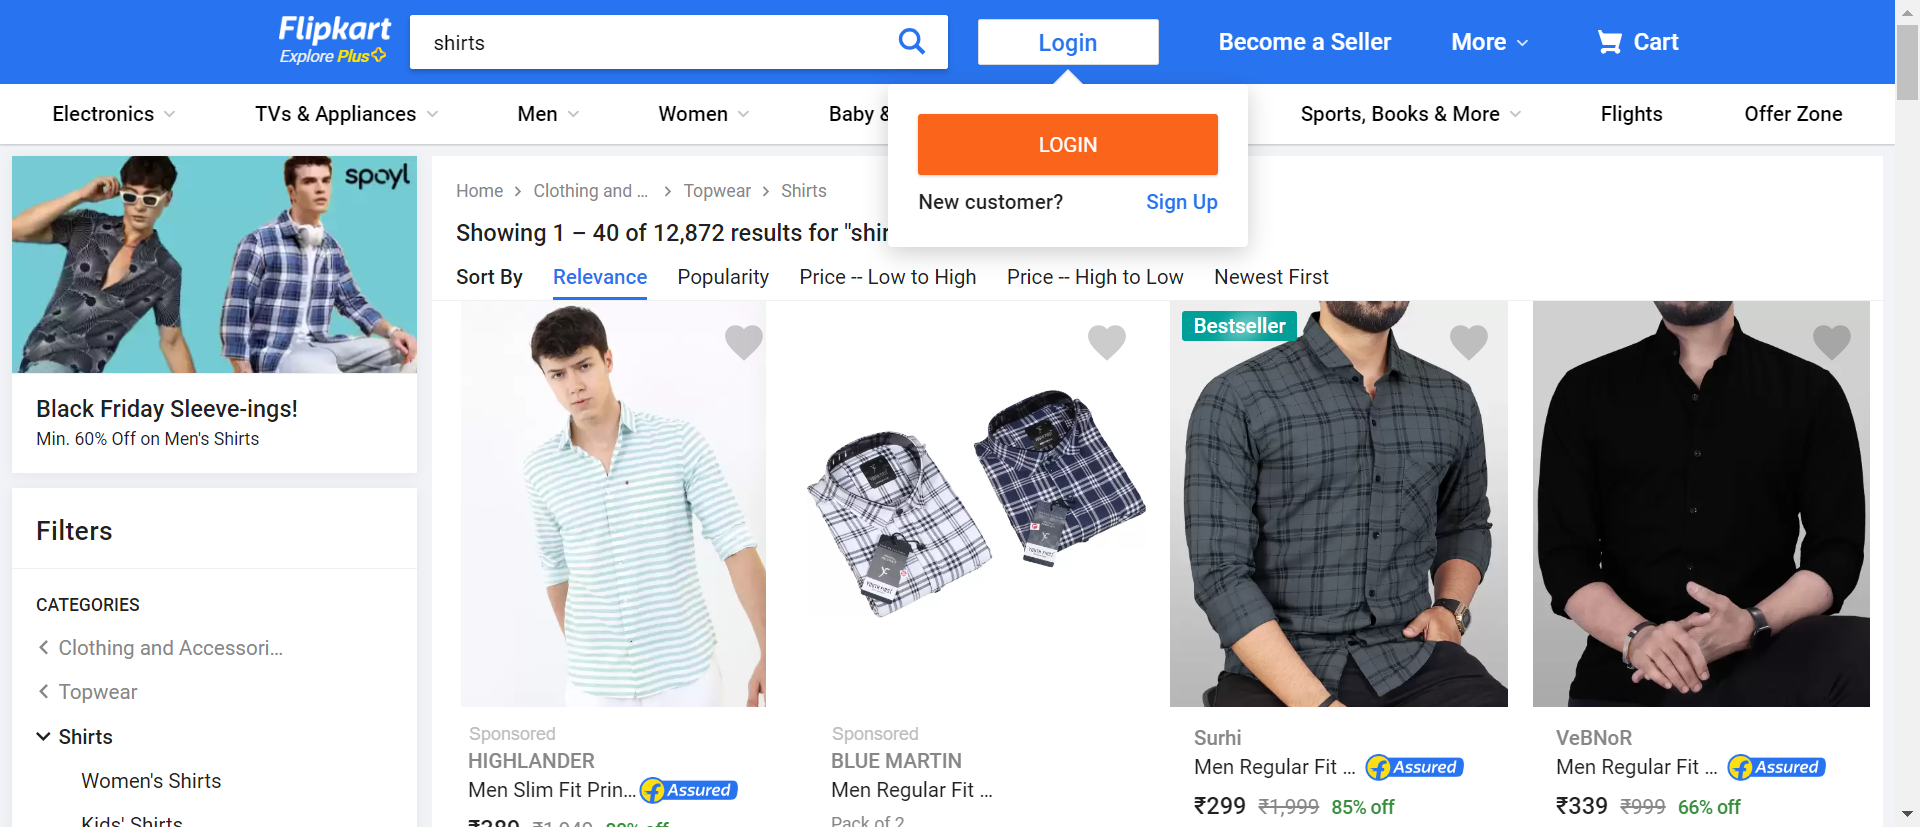 Flipkart
Explore Plus
shirts
Login
Become a Seller
More
Cart
Electronics
TVs & Appliances
Men
Women
Baby &
Sports, Books & More
Flights
Offer Zone
LOGIN
New customer?
Sign Up
spoyl
Black Friday Sleeve-ings!
Min. 60% Off on Men's Shirts
Filters
CATEGORIES
Clothing and Accessori...
Topwear
Shirts
Women's Shirts
Kids' Shirts
Home
Clothing and ...
Topwear
Shirts
Showing 1 – 40 of 12,872 results for "shir
Sort By
Relevance
Popularity
Price -- Low to High
Price -- High to Low
Newest First
Sponsored
HIGHLANDER
Men Slim Fit Prin...
Assured
Sponsored
BLUE MARTIN
Men Regular Fit ...
Pack of 2
Bestseller
Surhi
Men Regular Fit ...
Assured
₹299 ₹1,999 85% off
VeBNoR
Men Regular Fit ...
Assured
₹339 ₹999 66% off